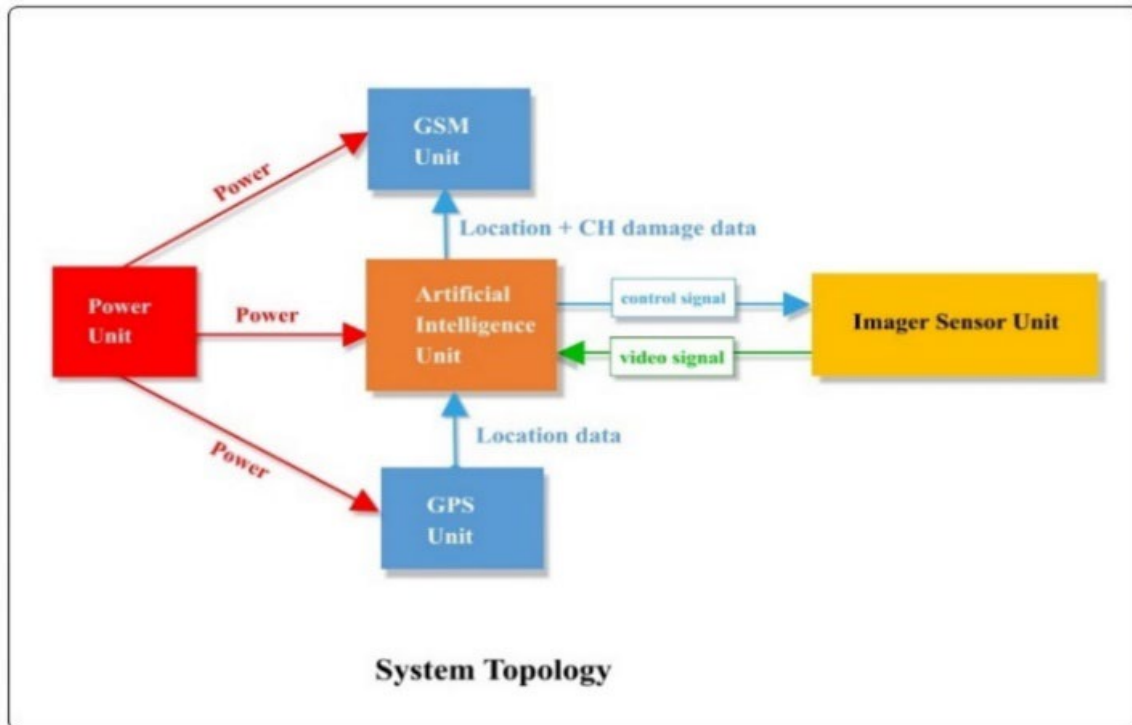 GSM
Unit
Power
Location + CH damage data
Power
Unit
Power
Artificial
Intelligence
Unit
control signal
video signal
Imager Sensor Unit
Location data
Power
GPS
Unit
System Topology